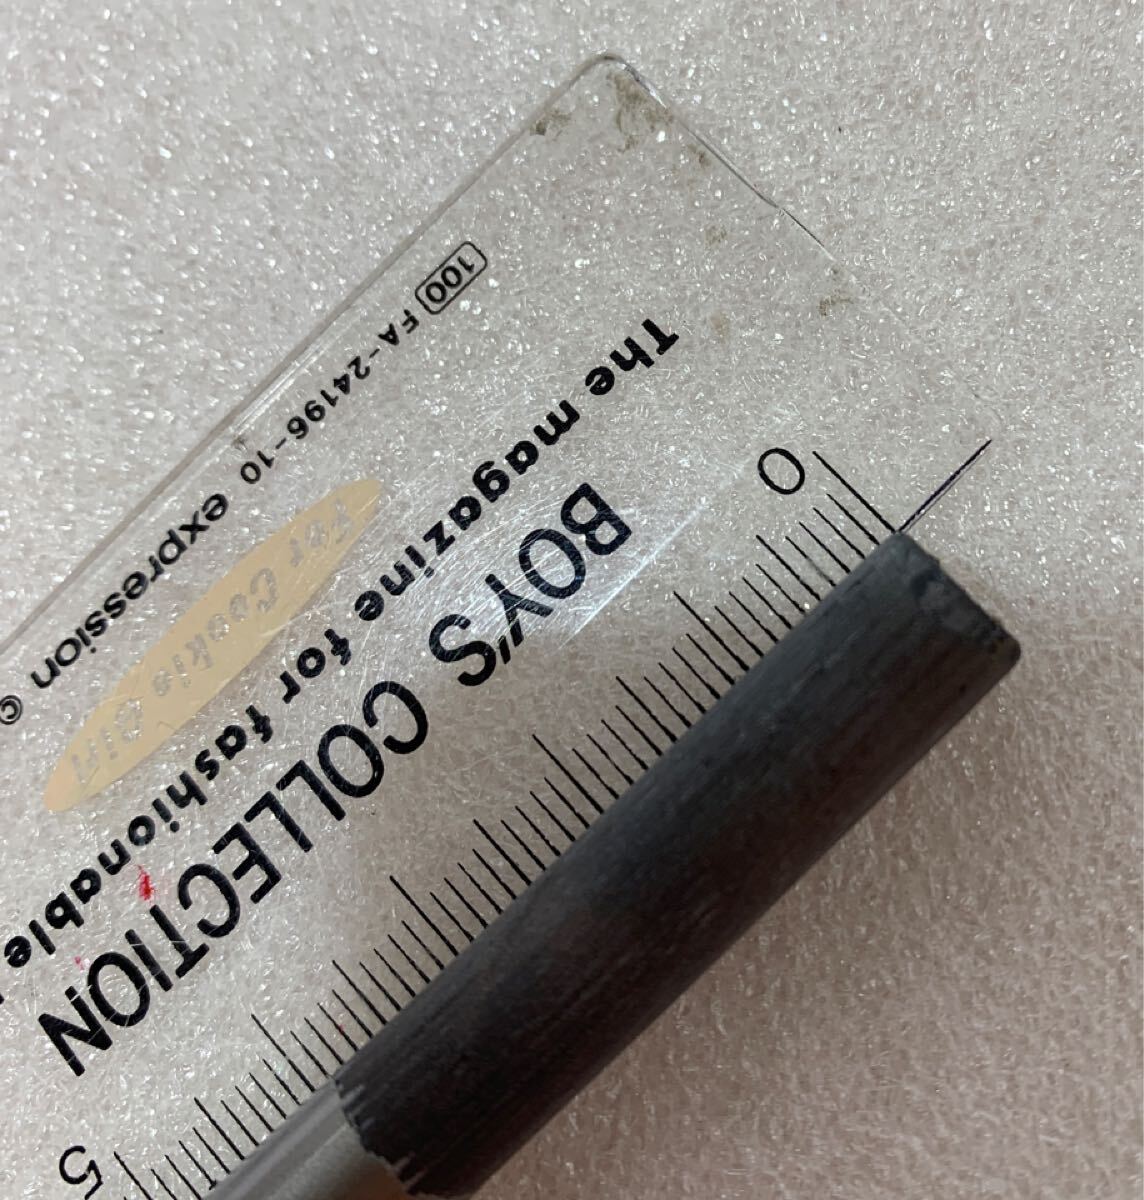 100 FA-24196-10 expression ©
For Cookie girl
The magazine for fashionable
BOY'S COLLECTION
0
5